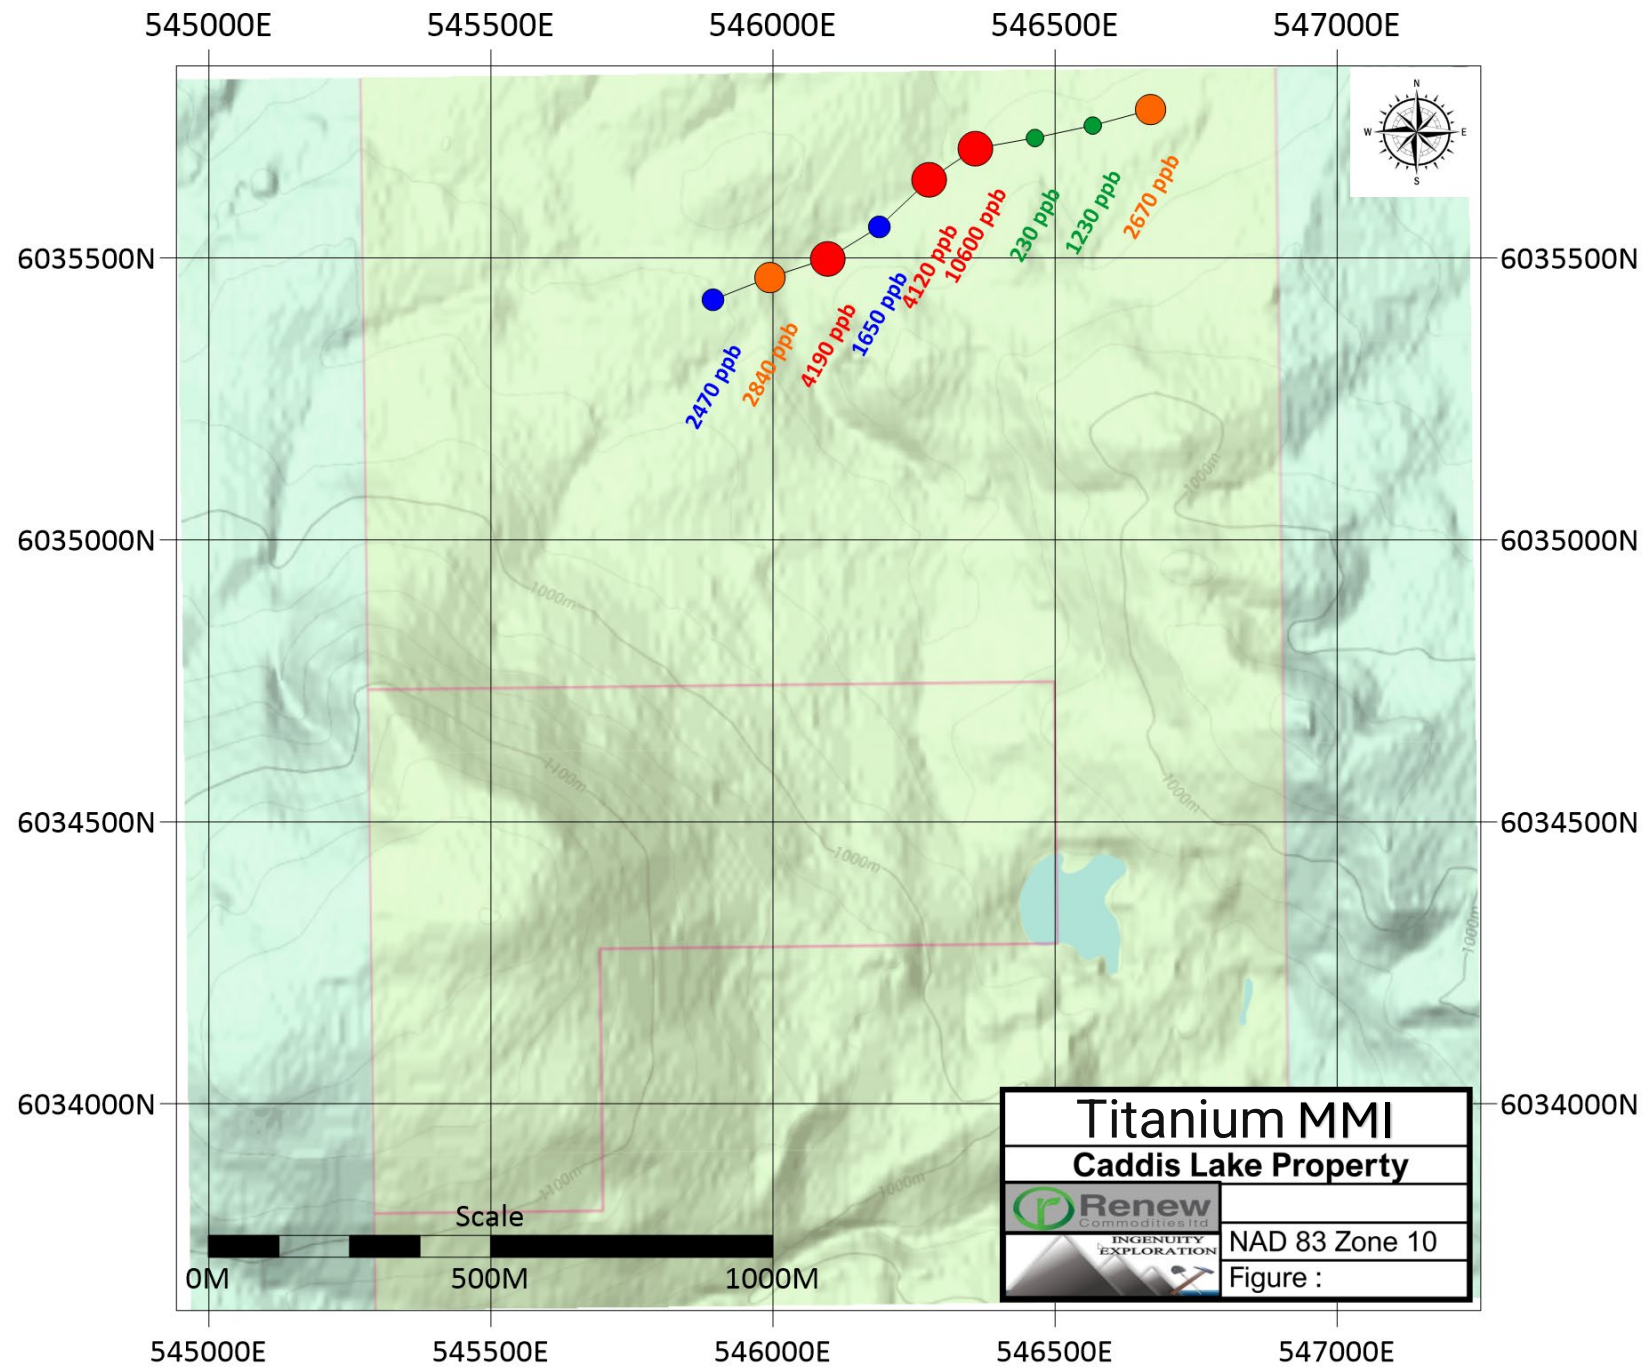 545000E 545500E 546000E 546500E 547000E
N
W E
S
2670 ppb
1230 ppb
230 ppb
10600 ppb
4120 ppb
1650 ppb
4190 ppb
2840 ppb
2470 ppb
6035500N 6035500N
1000m
6035000N 6035000N
1000m
1100m
1000m
6034500N 6034500N
1000m
1000m
6034000N 6034000N
1100m
1000m
Scale
0M 500M 1000M
Titanium MMI
Caddis Lake Property
r Renew
Commodities ltd
INGENUITY
EXPLORATION
NAD 83 Zone 10
Figure :
545000E 545500E 546000E 546500E 547000E